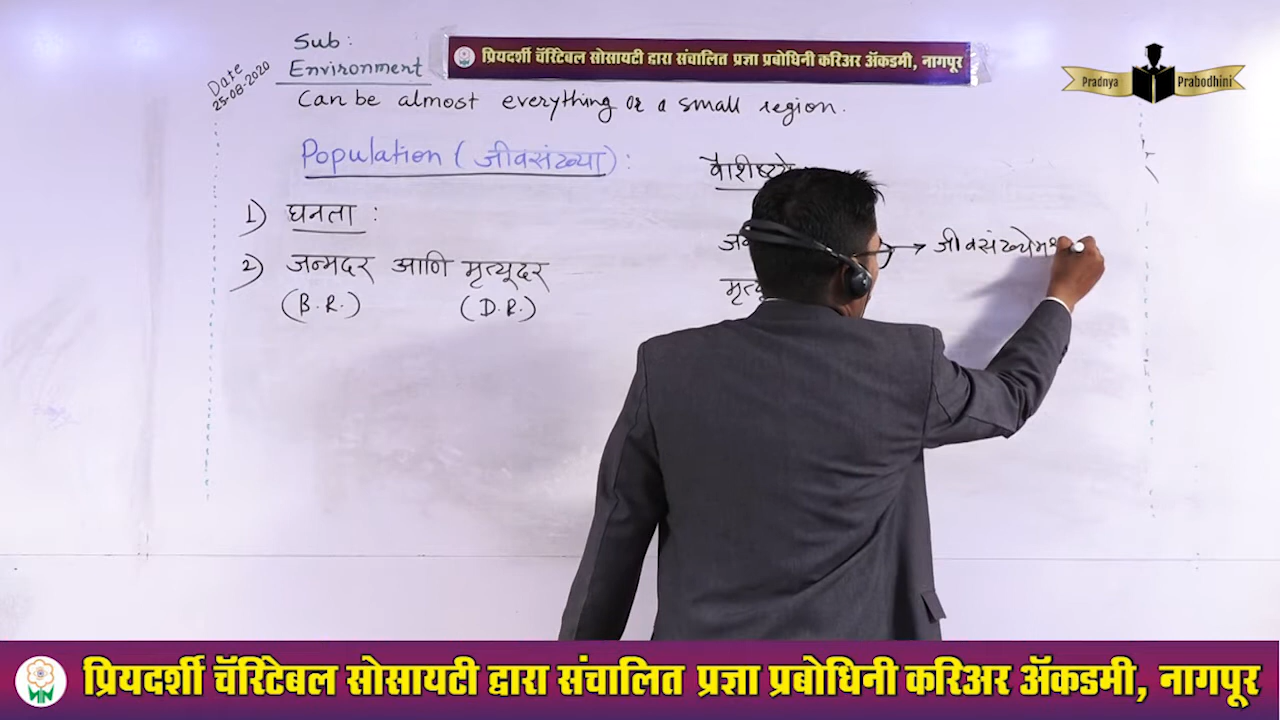 Sub:
Environment
Date
25-08-2020
प्रियदर्शी चॅरिटेबल सोसायटी द्वारा संचालित प्रज्ञा प्रबोधिनी करिअर ॲकडमी, नागपूर
Pradnya Prabodhini
Can be almost everything or a small region.
Population (जीवसंख्या) :
वैशीष्ट्ये
1) घनता :
2) जन्मदर आणि मृत्यूदर
(B.R.) (D.R.)
→ जीवसंख्येमध
प्रियदर्शी चॅरिटेबल सोसायटी द्वारा संचालित प्रज्ञा प्रबोधिनी करिअर ॲकडमी, नागपूर